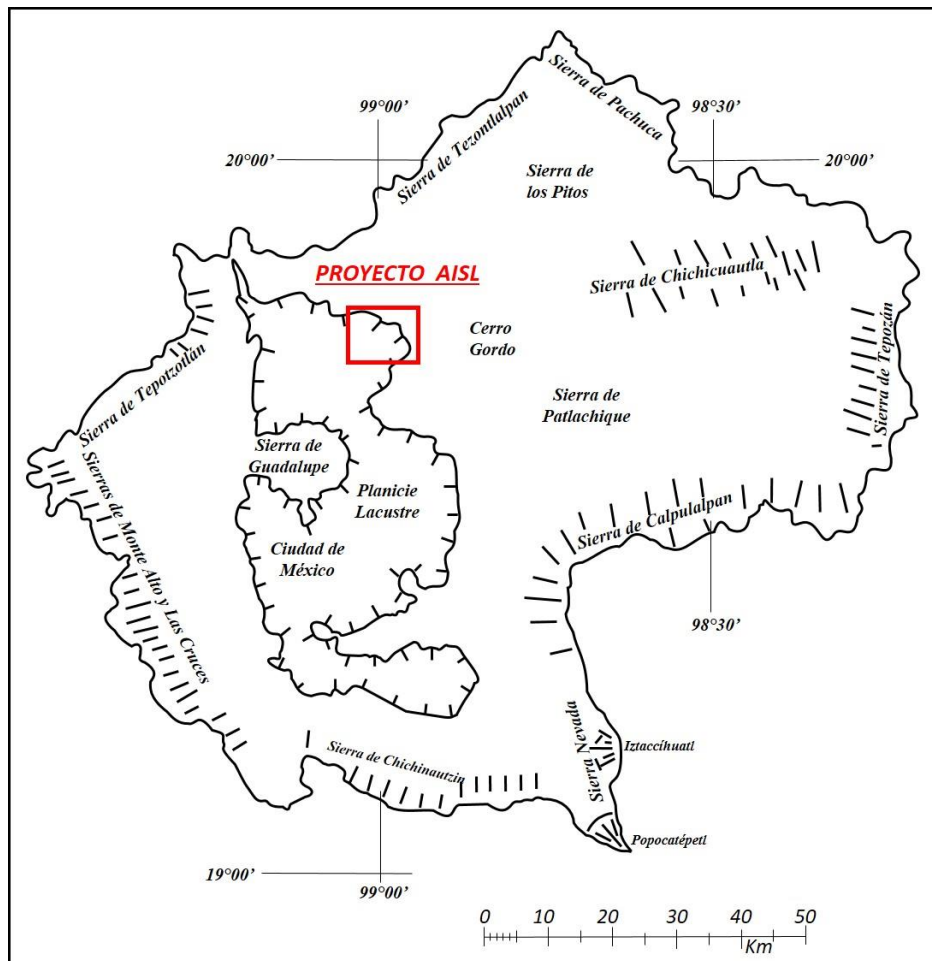 Sierra de Pachuca
99°00’
98°30’
20°00’
20°00’
Sierra de Tezontlalpan
Sierra de
los Pitos
PROYECTO AISL
Sierra de Chichicuautla
Cerro
Gordo
Sierra de Tepotzotlán
Sierra de Tepozán
Sierra de
Patlachique
Sierra de
Guadalupe
Planicie
Lacustre
Sierras de Monte Alto y Las Cruces
Sierra de Calpulalpan
Ciudad de
México
98°30’
Sierra Nevada
Iztaccíhuatl
Sierra de Chichinautzin
Popocatépetl
19°00’
99°00’
0 10 20 30 40 50
Km